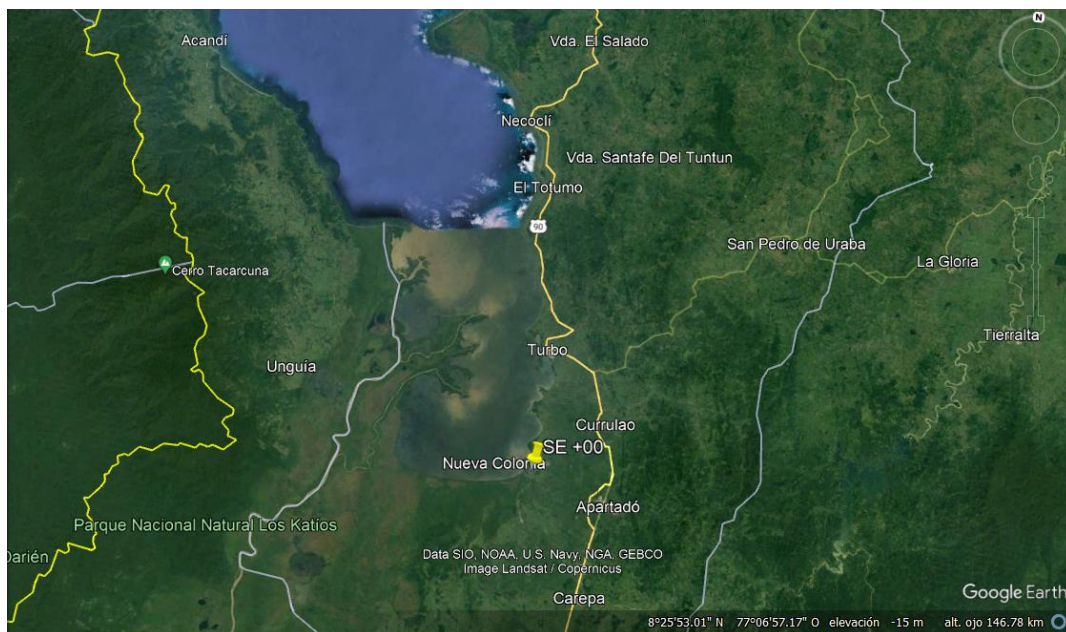 N
Acandí
Vda. El Salado
Necoclí
Vda. Santafe Del Tuntun
El Totumo
90
San Pedro de Uraba
La Gloria
Cerro Tacarcuna
Tierralta
Turbo
Unguía
Currulao
SE +00
Nueva Colonia
Apartadó
Parque Nacional Natural Los Katíos
Darién
Data SIO, NOAA, U.S. Navy, NGA, GEBCO
Image Landsat / Copernicus
Carepa
Google Earth
8°25'53.01" N 77°06'57.17" O elevación -15 m alt. ojo 146.78 km